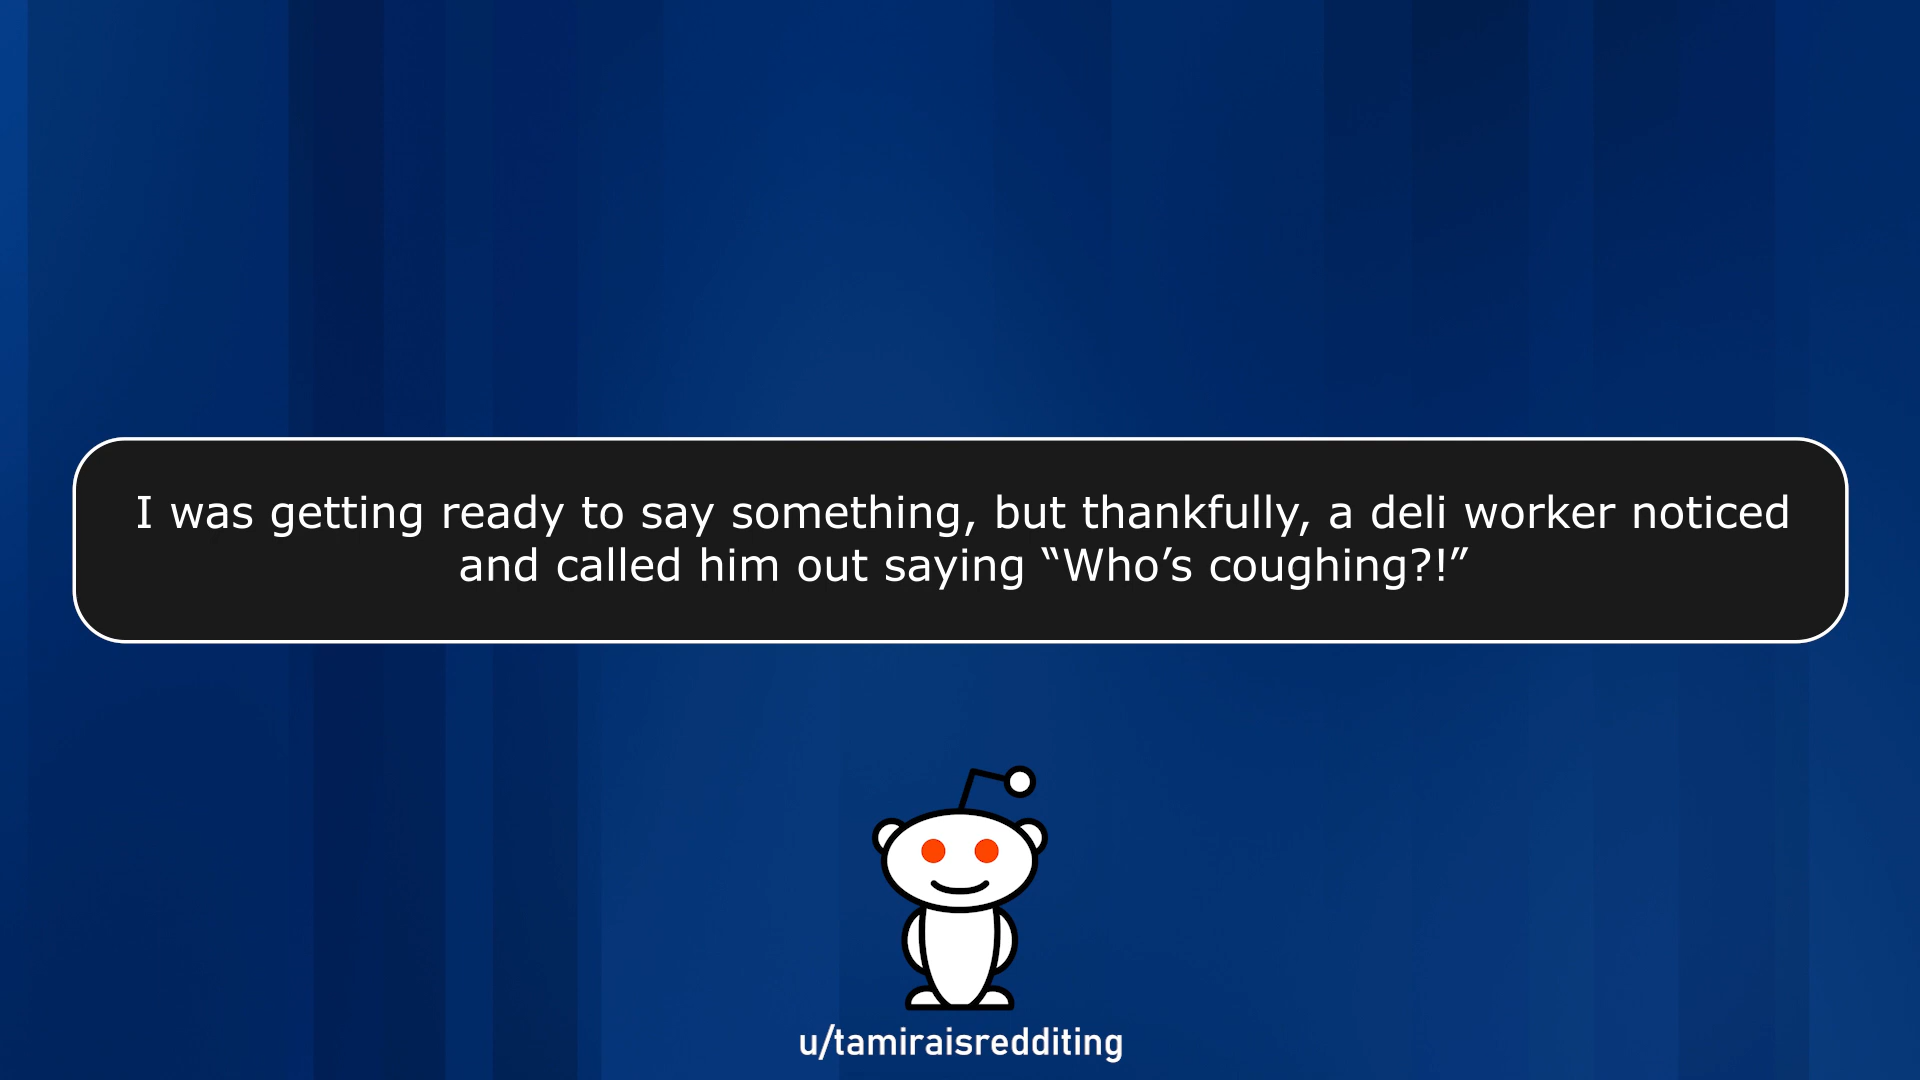 I was getting ready to say something, but thankfully, a deli worker noticed
and called him out saying “Who’s coughing?!”
u/tamiraisredditing